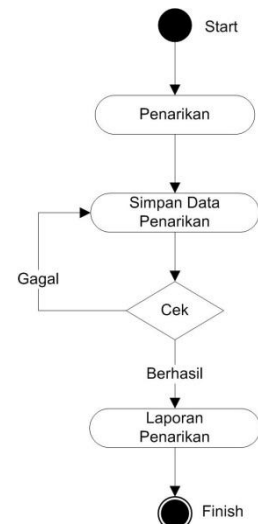 Start
Penarikan
Simpan Data
Penarikan
Gagal
Cek
Berhasil
Laporan
Penarikan
Finish